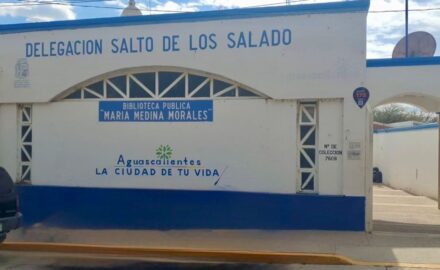 DELEGACION SALTO DE LOS SALADO
BIBLIOTECA PUBLICA
"MARIA MEDINA MORALES"
Aguascalientes
LA CIUDAD DE TU VIDA
Nº DE
COLECCION
7608